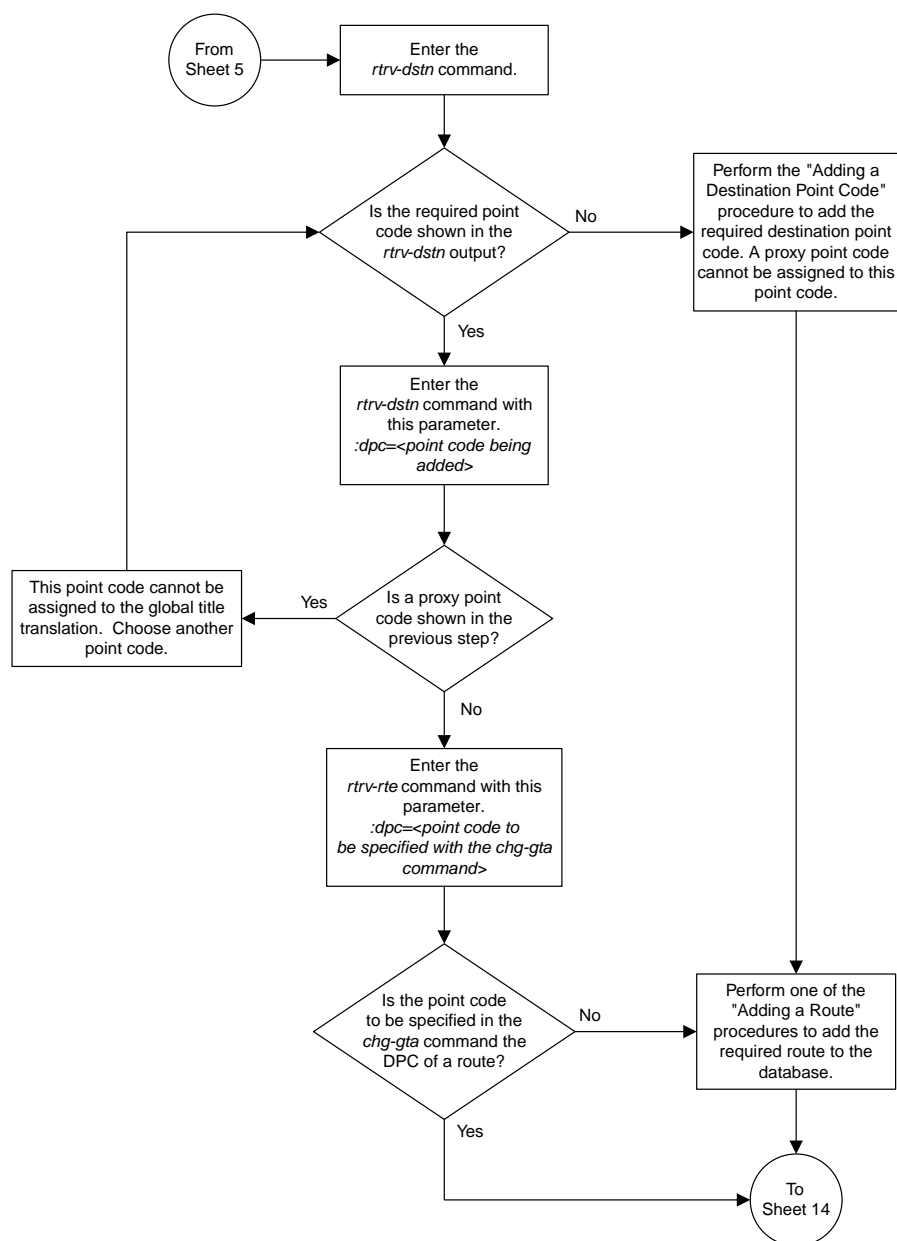 From
Sheet 5
Enter the
rtrv-dstn command.
Is the required point
code shown in the
rtrv-dstn output?
No
Perform the "Adding a
Destination Point Code"
procedure to add the
required destination point
code. A proxy point code
cannot be assigned to this
point code.
Yes
Enter the
rtrv-dstn command with
this parameter.
:dpc=<point code being
added>
This point code cannot be
assigned to the global title
translation.  Choose another
point code.
Yes
Is a proxy point
code shown in the
previous step?
No
Enter the
rtrv-rte command with this
parameter.
:dpc=<point code to
be specified with the chg-gta
command>
Is the point code
to be specified in the
chg-gta command the
DPC of a route?
No
Perform one of the
"Adding a Route"
procedures to add the
required route to the
database.
Yes
To
Sheet 14